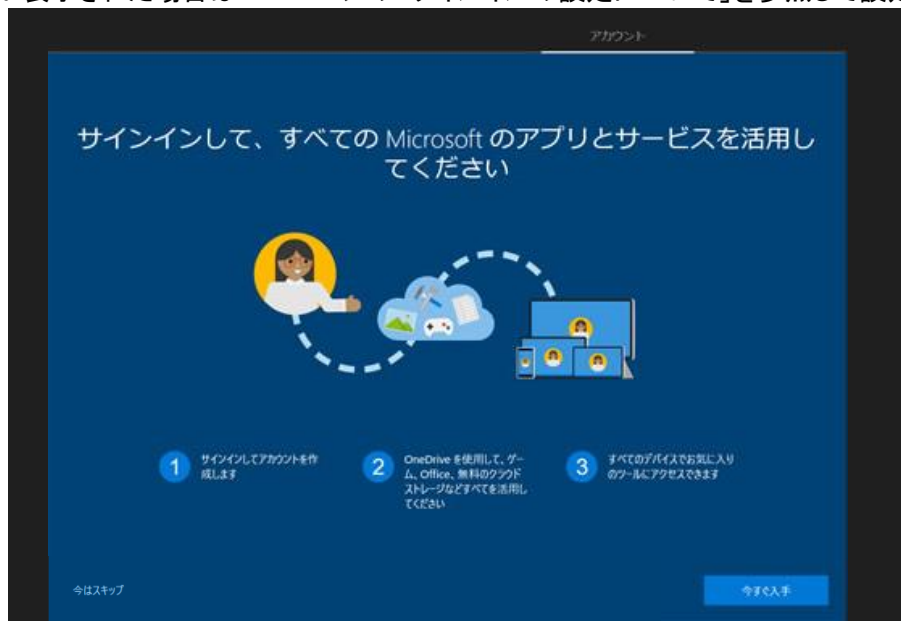 アカウント
サインインして、すべての Microsoft のアプリとサービスを活用し
てください
1
サインインしてアカウントを作
成します
2
OneDrive を使用して、ゲー
ム、Office、無料のクラウド
ストレージなどすべてを活用し
てください
3
すべてのデバイスでお気に入り
のツールにアクセスできます
今はスキップ
今すぐ入手